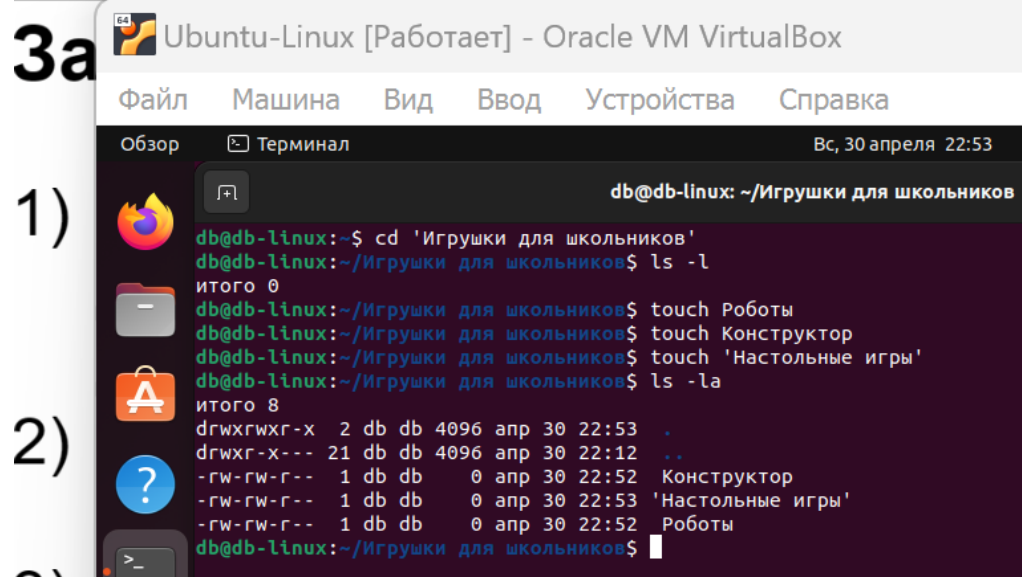 За
64
Ubuntu-Linux [Работает] - Oracle VM VirtualBox
Файл Машина Вид Ввод Устройства Справка
Обзор Терминал Вс, 30 апреля 22:53
1)
db@db-linux: ~/Игрушки для школьников
db@db-linux:~$ cd 'Игрушки для школьников'
db@db-linux:~/Игрушки для школьников$ ls -l
итого 0
db@db-linux:~/Игрушки для школьников$ touch Роботы
db@db-linux:~/Игрушки для школьников$ touch Конструктор
db@db-linux:~/Игрушки для школьников$ touch 'Настольные игры'
db@db-linux:~/Игрушки для школьников$ ls -la
итого 8
2)
drwxrwxr-x  2 db db 4096 апр 30 22:53  .
drwxr-x--- 21 db db 4096 апр 30 22:12  ..
-rw-rw-r--  1 db db    0 апр 30 22:52  Конструктор
-rw-rw-r--  1 db db    0 апр 30 22:53 'Настольные игры'
-rw-rw-r--  1 db db    0 апр 30 22:52  Роботы
db@db-linux:~/Игрушки для школьников$